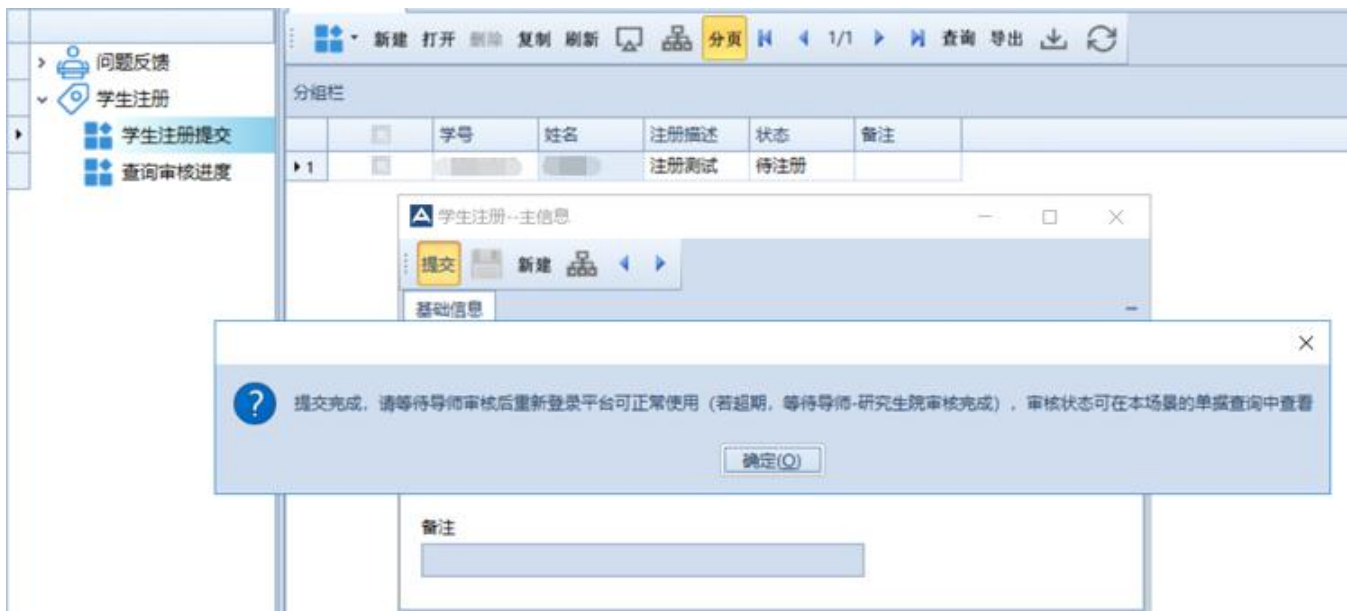 新建 打开 删除 复制 刷新 分页 1/1 查询 导出
问题反馈
学生注册
学生注册提交
查询审核进度
分组栏
学号 姓名 注册描述 状态 备注
1 注册测试 待注册
学生注册--主信息
提交 新建
基础信息
提交完成，请等待导师审核后重新登录平台可正常使用（若超期，等待导师-研究生院审核完成），审核状态可在本场景的单据查询中查看
确定(O)
备注